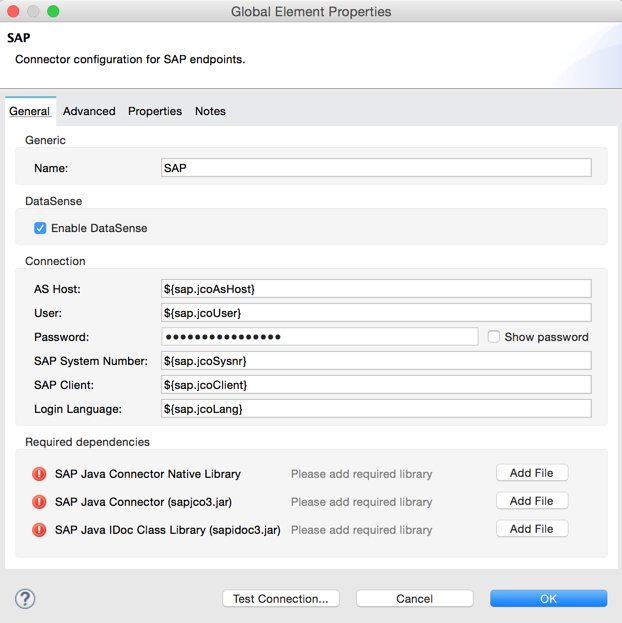 Global Element Properties
SAP
Connector configuration for SAP endpoints.
General Advanced Properties Notes
Generic
Name: SAP
DataSense
Enable DataSense
Connection
AS Host: ${sap.jcoAsHost}
User: ${sap.jcoUser}
Password: ●●●●●●●●●●●●●●●● Show password
SAP System Number: ${sap.jcoSysnr}
SAP Client: ${sap.jcoClient}
Login Language: ${sap.jcoLang}
Required dependencies
SAP Java Connector Native Library Please add required library Add File
SAP Java Connector (sapjco3.jar) Please add required library Add File
SAP Java IDoc Class Library (sapidoc3.jar) Please add required library Add File
? Test Connection... Cancel OK